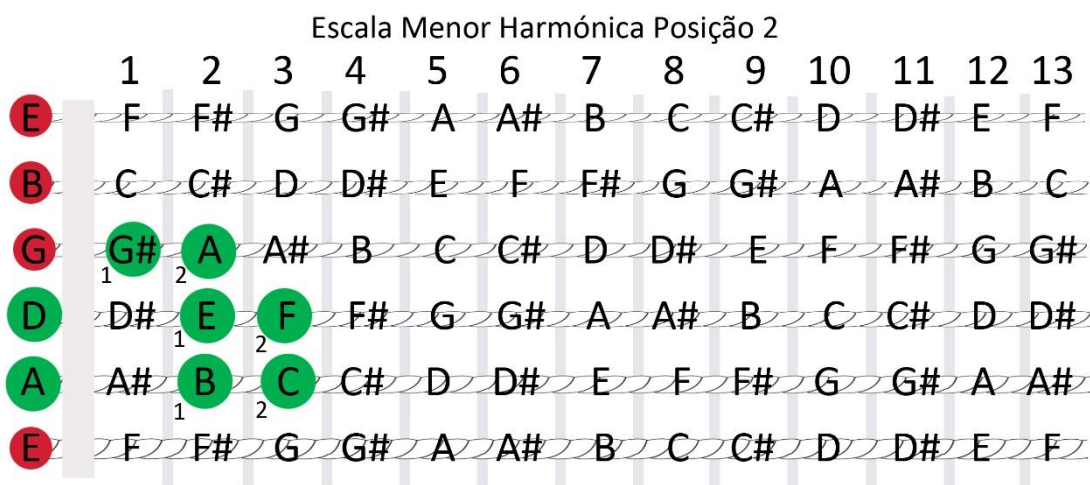 Escala Menor Harmónica Posição 2
1 2 3 4 5 6 7 8 9 10 11 12 13
E F F# G G# A A# B C C# D D# E F
B C C# D D# E F F# G G# A A# B C
G G# A A# B C C# D D# E F F# G G#
1 2
D D# E F F# G G# A A# B C C# D D#
1 2
A A# B C C# D D# E F F# G G# A A#
1 2
E F F# G G# A A# B C C# D D# E F